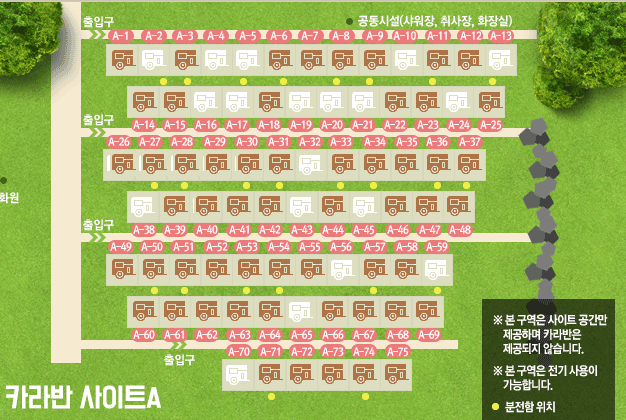 출입구
● 공동시설(샤워장, 취사장, 화장실)
A-1 A-2 A-3 A-4 A-5 A-6 A-7 A-8 A-9 A-10 A-11 A-12 A-13
출입구
A-14 A-15 A-16 A-17 A-18 A-19 A-20 A-21 A-22 A-23 A-24 A-25
A-26 A-27 A-28 A-29 A-30 A-31 A-32 A-33 A-34 A-35 A-36 A-37
화원
출입구
A-38 A-39 A-40 A-41 A-42 A-43 A-44 A-45 A-46 A-47 A-48
A-49 A-50 A-51 A-52 A-53 A-54 A-55 A-56 A-57 A-58 A-59
A-60 A-61 A-62 A-63 A-64 A-65 A-66 A-67 A-68 A-69
출입구
A-70 A-71 A-72 A-73 A-74 A-75
※ 본 구역은 사이트 공간만
제공하며 카라반은
제공되지 않습니다.
※ 본 구역은 전기 사용이
가능합니다.
● 분전함 위치
카라반 사이트A